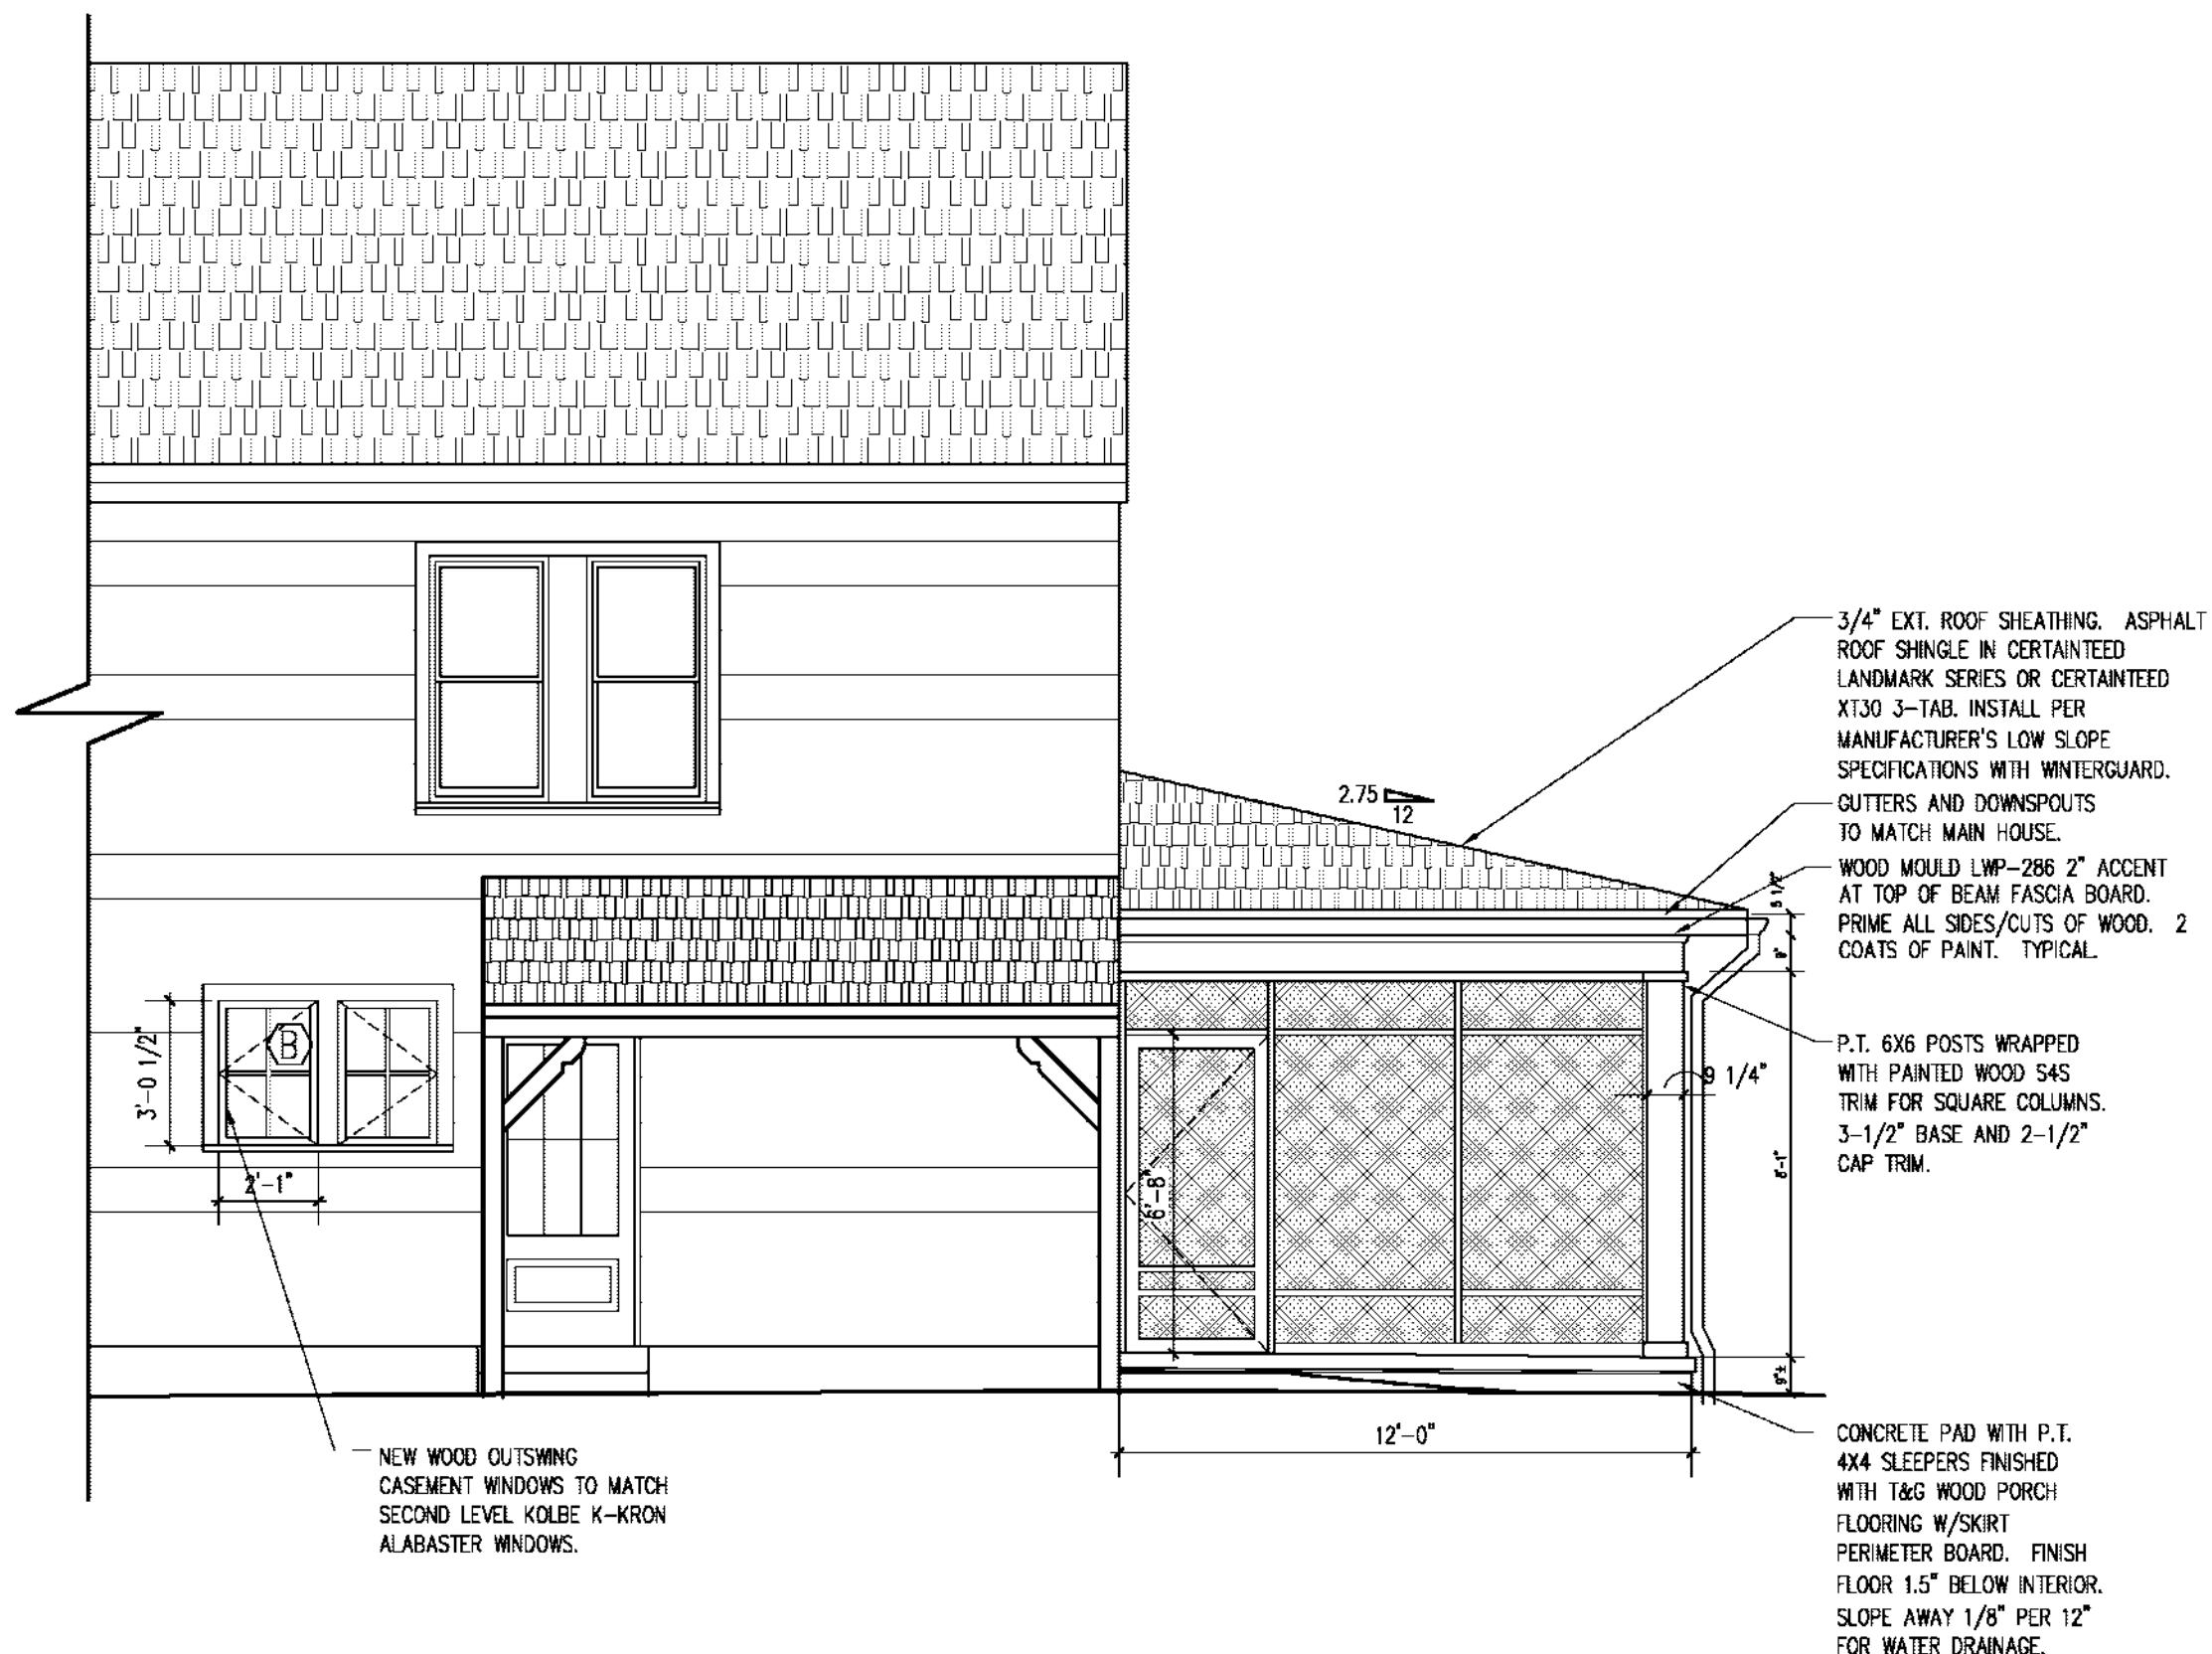 3/4" EXT. ROOF SHEATHING. ASPHALT
ROOF SHINGLE IN CERTAINTEED
LANDMARK SERIES OR CERTAINTEED
XT30 3-TAB. INSTALL PER
MANUFACTURER'S LOW SLOPE
SPECIFICATIONS WITH WINTERGUARD.
GUTTERS AND DOWNSPOUTS
TO MATCH MAIN HOUSE.
WOOD MOULD LWP-286 2" ACCENT
AT TOP OF BEAM FASCIA BOARD.
PRIME ALL SIDES/CUTS OF WOOD. 2
COATS OF PAINT. TYPICAL.
2.75
12
5 1/2"
9"
P.T. 6X6 POSTS WRAPPED
WITH PAINTED WOOD S4S
TRIM FOR SQUARE COLUMNS.
3-1/2" BASE AND 2-1/2"
CAP TRIM.
9 1/4"
8'-1"
6'-8"
9"±
B
3'-0 1/2"
2'-1"
12'-0"
NEW WOOD OUTSWING
CASEMENT WINDOWS TO MATCH
SECOND LEVEL KOLBE K-KRON
ALABASTER WINDOWS.
CONCRETE PAD WITH P.T.
4X4 SLEEPERS FINISHED
WITH T&G WOOD PORCH
FLOORING W/SKIRT
PERIMETER BOARD. FINISH
FLOOR 1.5" BELOW INTERIOR.
SLOPE AWAY 1/8" PER 12"
FOR WATER DRAINAGE.